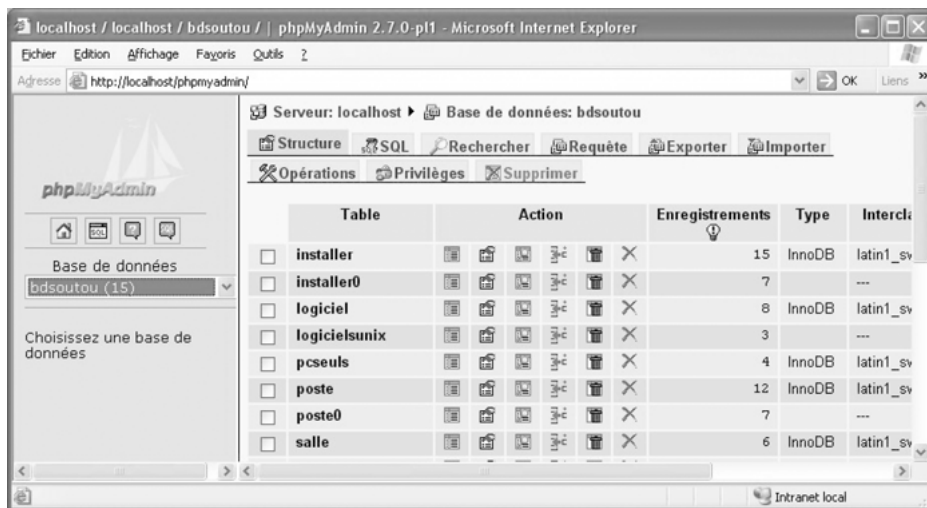 localhost / localhost / bdsoutou / | phpMyAdmin 2.7.0-pl1 - Microsoft Internet Explorer
Fichier Edition Affichage Favoris Outils ?
Adresse http://localhost/phpmyadmin/ OK Liens »
phpMyAdmin
SQL
Base de données
bdsoutou (15)
Choisissez une base de
données
Serveur: localhost Base de données: bdsoutou
Structure SQL Rechercher Requête Exporter Importer
Opérations Privilèges Supprimer
Table Action Enregistrements Type Intercla
installer 15 InnoDB latin1_sv
installer0 7 ---
logiciel 8 InnoDB latin1_sv
logicielsunix 3 ---
pcseuls 4 InnoDB latin1_sv
poste 12 InnoDB latin1_sv
poste0 7 ---
salle 6 InnoDB latin1_sv
Intranet local